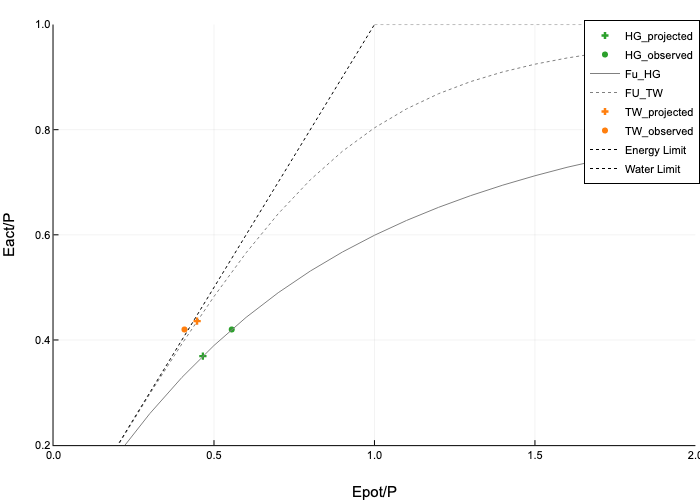 1.0
0.8
0.6
0.4
0.2
Eact/P
0.0
0.5
1.0
1.5
2.0
Epot/P
HG_projected
HG_observed
Fu_HG
FU_TW
TW_projected
TW_observed
Energy Limit
Water Limit